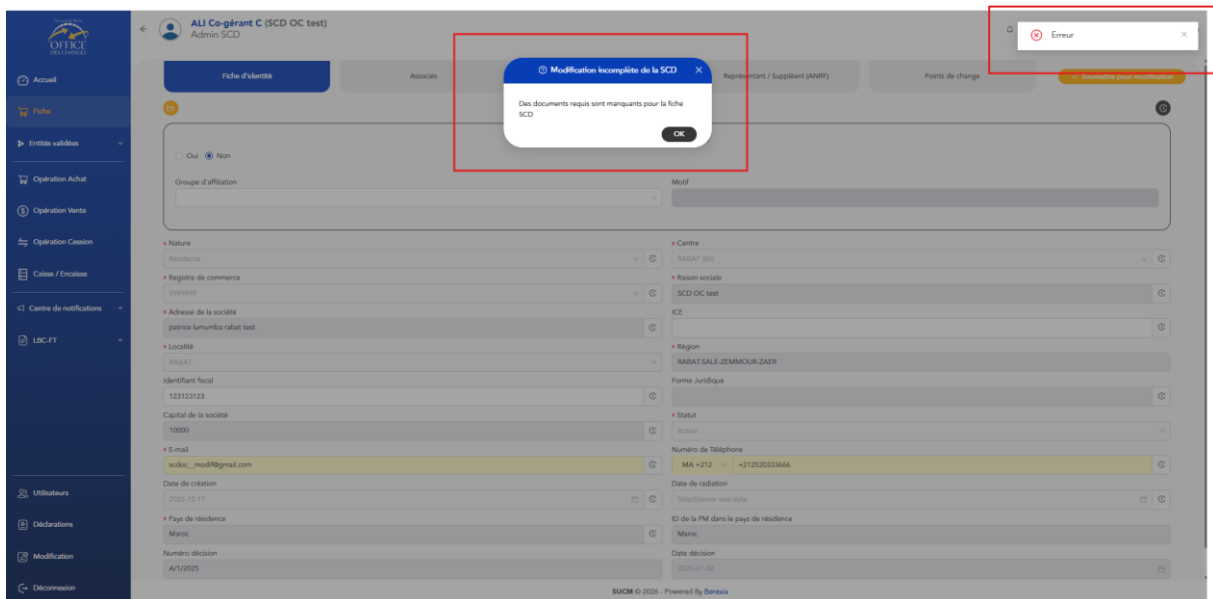 OFFICE
DES CHANGES
ALI Co-gérant C (SCD OC test)
Admin SCD
Erreur
Accueil
Fiche
Entités validées
Opération Achat
Opération Vente
Opération Cession
Caisse / Encaisse
Centre de notifications
LBC-FT
Utilisateurs
Déclarations
Modification
Déconnexion
Fiche d'identité
Associés
Représentant / Suppléant (ANRF)
Points de change
Soumettre pour modification
Modification incomplète de la SCD
Des documents requis sont manquants pour la fiche
SCD
OK
Oui Non
Groupe d'affiliation Motif
* Nature * Centre
Résidente RABAT (85)
* Registre de commerce * Raison sociale
9999999 SCD OC test
* Adresse de la société ICE
patrice lumumba rabat test
* Localité * Région
RABAT RABAT-SALE-ZEMMOUR-ZAER
Identifiant fiscal Forme Juridique
123123123
Capital de la société * Statut
10000 Active
* E-mail Numéro de Téléphone
scdoc__modif@gmail.com MA +212 +212520333666
Date de création Date de radiation
2025-12-17 Sélectionner une date
* Pays de résidence ID de la PM dans le pays de résidence
Maroc Maroc
Numéro décision Date décision
A/1/2025 2025-01-02
SUCM © 2026 - Powered By Berexia